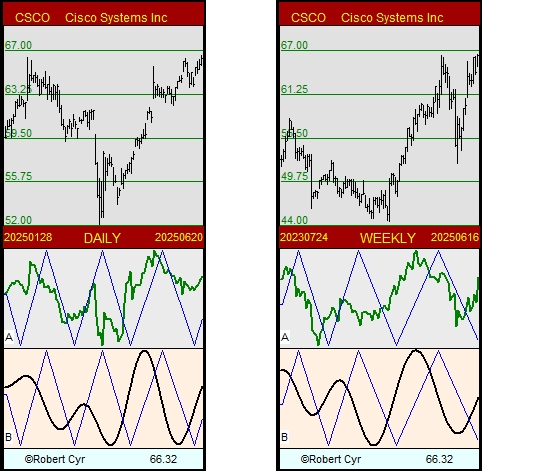 CSCO Cisco Systems Inc
67.00
63.25
59.50
55.75
52.00
20250128 DAILY 20250620
A
B
©Robert Cyr 66.32
CSCO Cisco Systems Inc
67.00
61.25
55.50
49.75
44.00
20230724 WEEKLY 20250616
A
B
©Robert Cyr 66.32